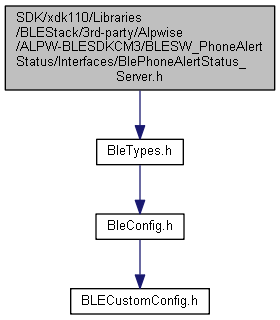 SDK/xdk110/Libraries
/BLEStack/3rd-party/Alpwise
/ALPW-BLESDKCM3/BLESW_PhoneAlert
Status/Interfaces/BlePhoneAlertStatus_
Server.h
BleTypes.h
BleConfig.h
BLECustomConfig.h